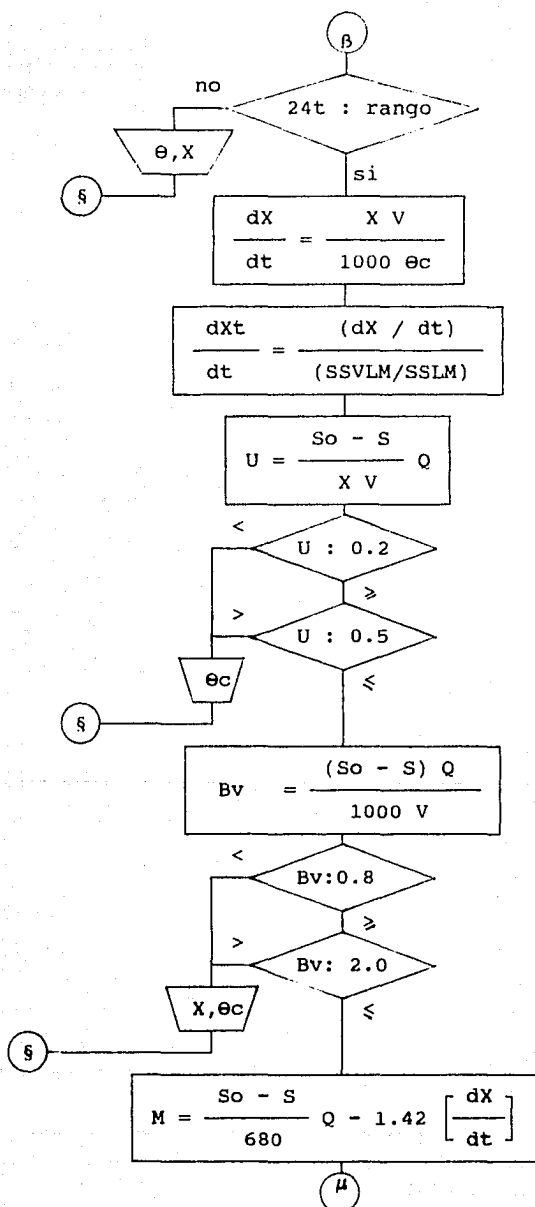 β
no
24t : rango
θ,X
si
§
dX / dt = X V / 1000 θc
dXt / dt = (dX / dt) / (SSVLM/SSLM)
U = So - S / X V Q
<
U : 0.2
≥
>
U : 0.5
θc
≤
§
Bv = (So - S) Q / 1000 V
<
Bv:0.8
≥
>
Bv: 2.0
X,θc
≤
§
M = So - S / 680 Q - 1.42 [dX / dt]
μ